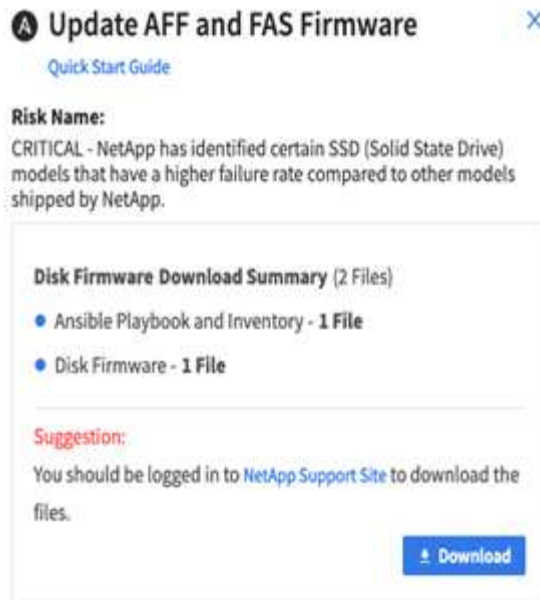 Update AFF and FAS Firmware
Quick Start Guide
Risk Name:
CRITICAL - NetApp has identified certain SSD (Solid State Drive)
models that have a higher failure rate compared to other models
shipped by NetApp.
Disk Firmware Download Summary (2 Files)
Ansible Playbook and Inventory - 1 File
Disk Firmware - 1 File
Suggestion:
You should be logged in to NetApp Support Site to download the
files.
Download